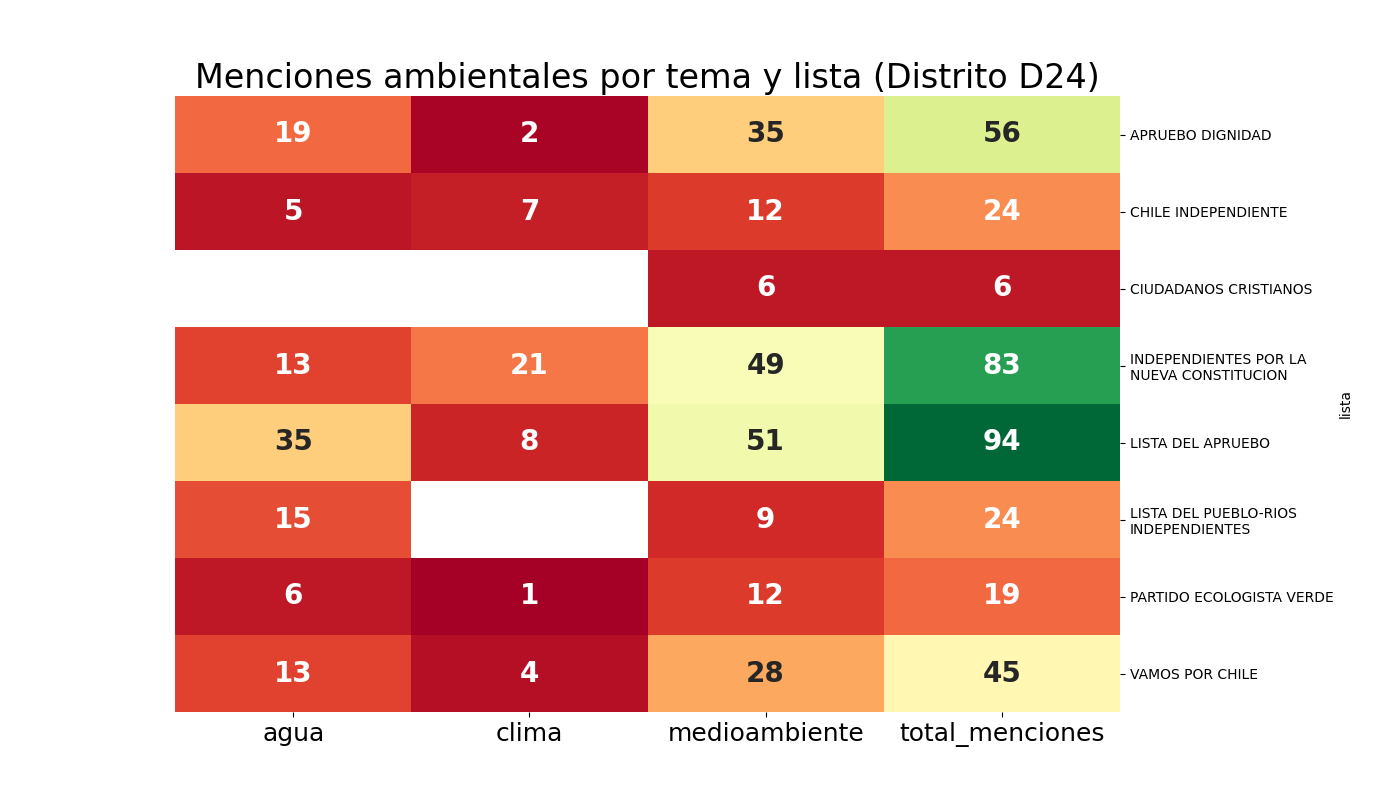 Menciones ambientales por tema y lista (Distrito D24)
19 2 35 56 APRUEBO DIGNIDAD
5 7 12 24 CHILE INDEPENDIENTE
6 6 CIUDADANOS CRISTIANOS
13 21 49 83 INDEPENDIENTES POR LA
NUEVA CONSTITUCION
lista
35 8 51 94 LISTA DEL APRUEBO
15 9 24 LISTA DEL PUEBLO-RIOS
INDEPENDIENTES
6 1 12 19 PARTIDO ECOLOGISTA VERDE
13 4 28 45 VAMOS POR CHILE
agua clima medioambiente total_menciones